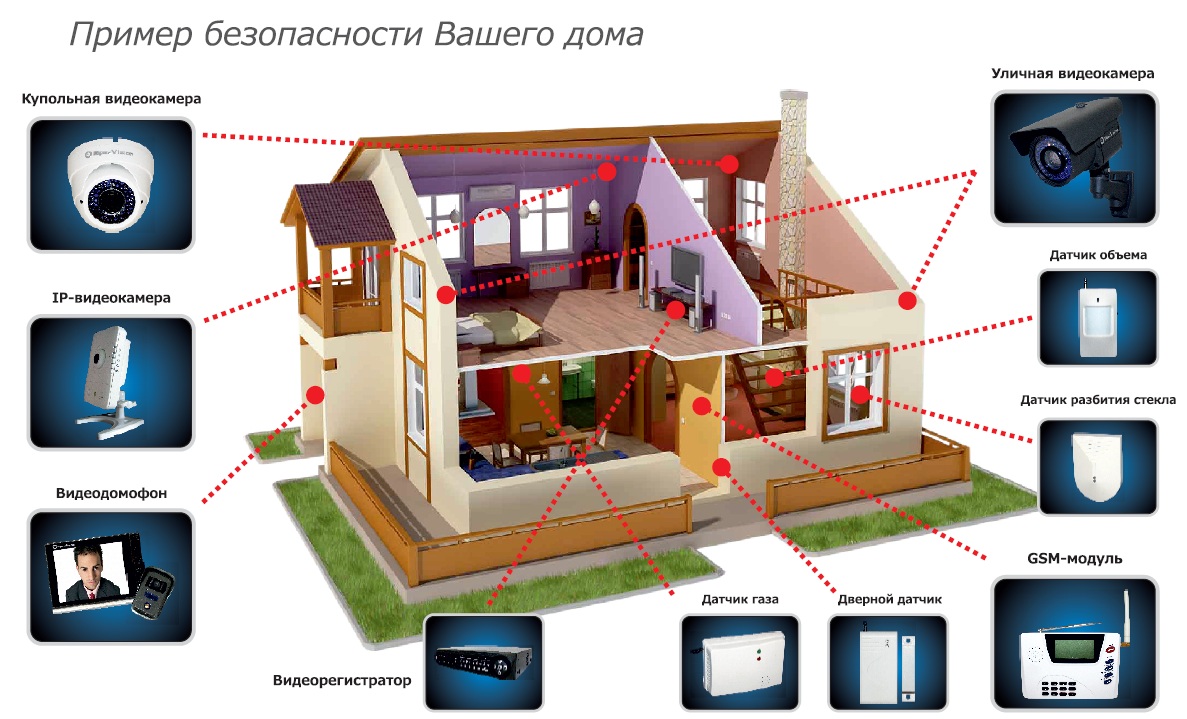 Пример безопасности Вашего дома
Уличная видеокамера
Купольная видеокамера
Датчик объема
IP-видеокамера
Датчик разбития стекла
Видеодомофон
GSM-модуль
Датчик газа
Дверной датчик
Видеорегистратор